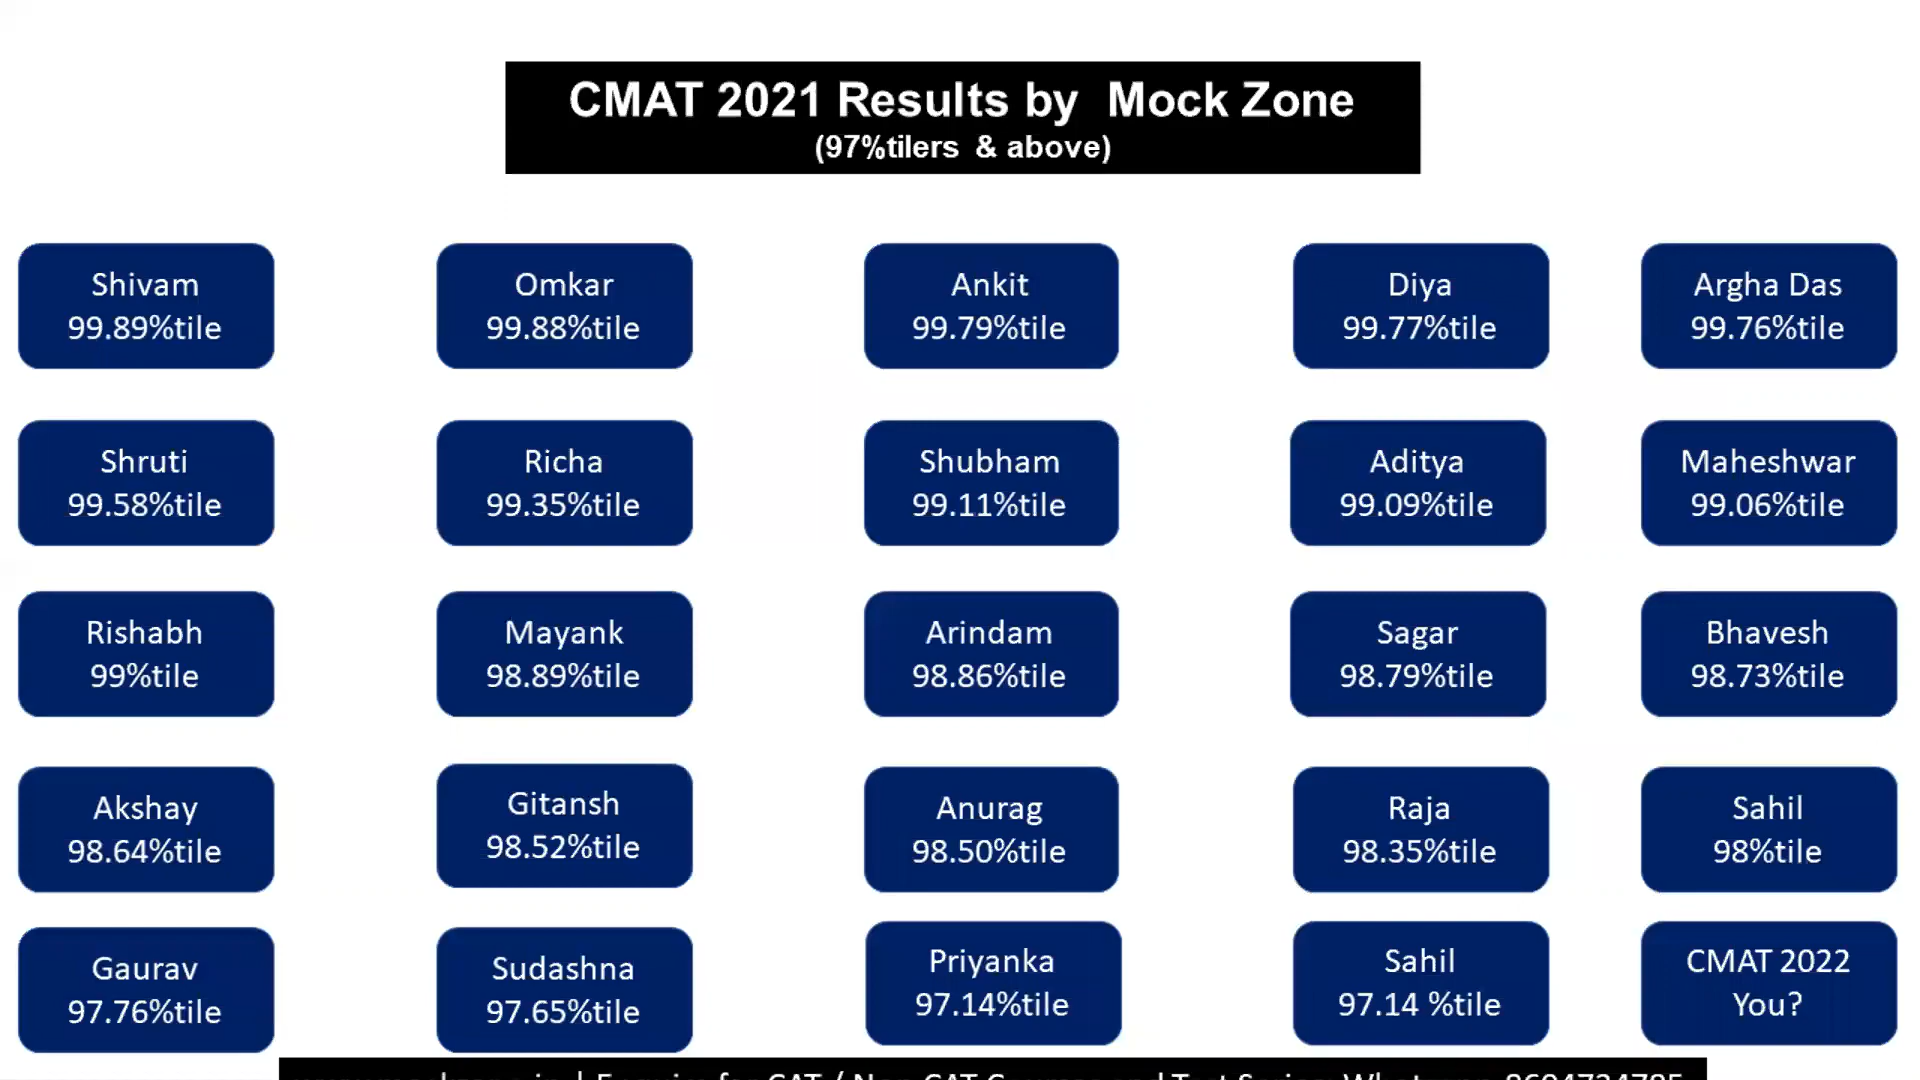 CMAT 2021 Results by Mock Zone
(97%tilers & above)
Shivam
99.89%tile
Omkar
99.88%tile
Ankit
99.79%tile
Diya
99.77%tile
Argha Das
99.76%tile
Shruti
99.58%tile
Richa
99.35%tile
Shubham
99.11%tile
Aditya
99.09%tile
Maheshwar
99.06%tile
Rishabh
99%tile
Mayank
98.89%tile
Arindam
98.86%tile
Sagar
98.79%tile
Bhavesh
98.73%tile
Akshay
98.64%tile
Gitansh
98.52%tile
Anurag
98.50%tile
Raja
98.35%tile
Sahil
98%tile
Gaurav
97.76%tile
Sudashna
97.65%tile
Priyanka
97.14%tile
Sahil
97.14 %tile
CMAT 2022
You?